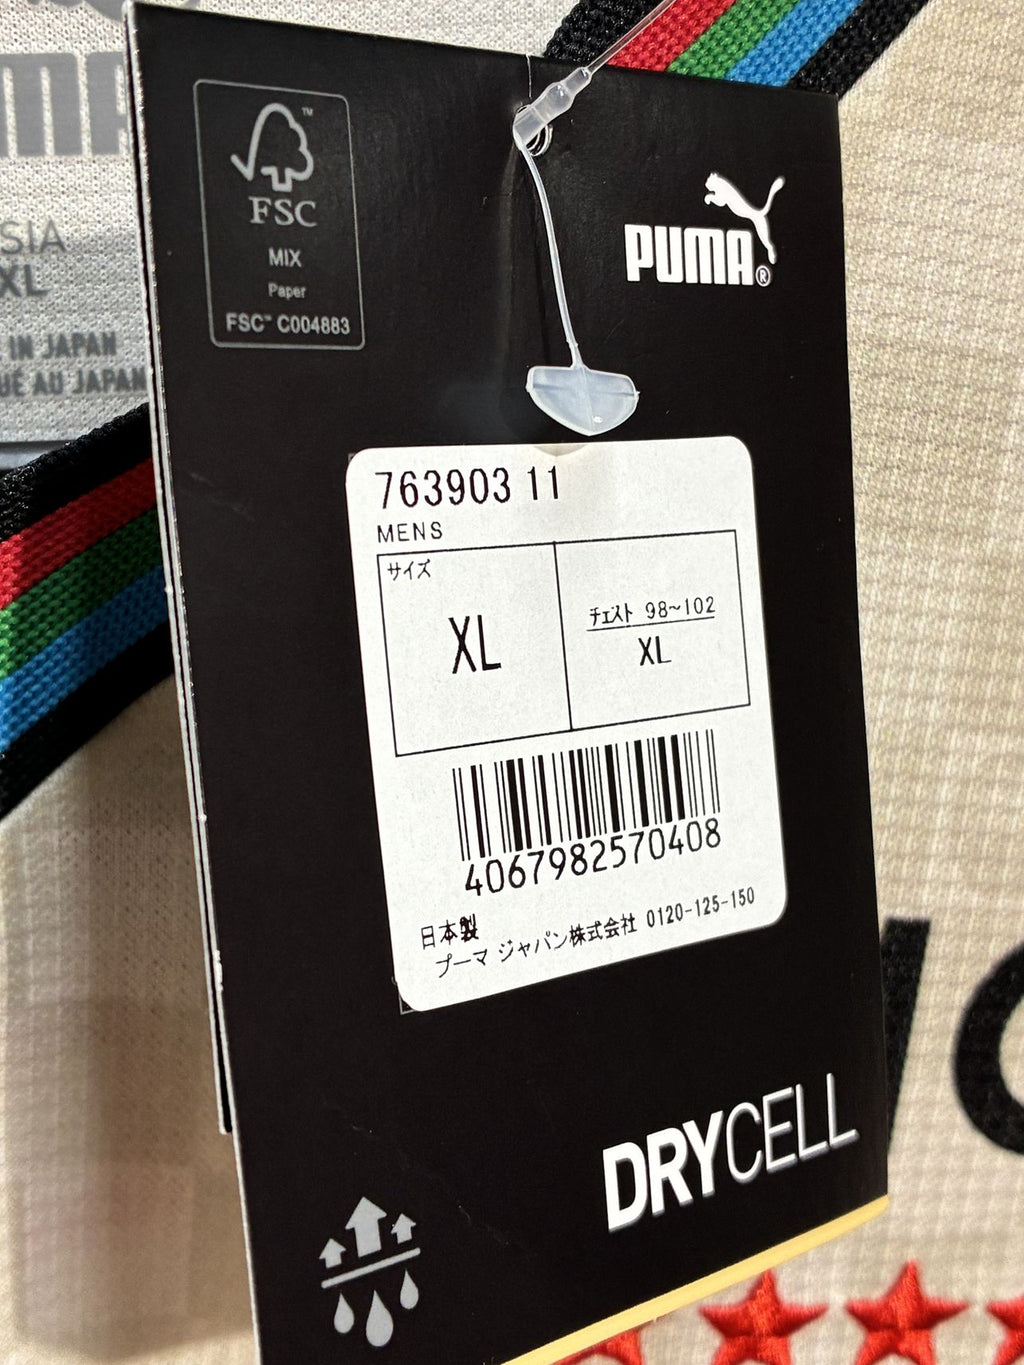 SIA
XL
IN JAPAN
UÉ AU JAPAN
FSC™
MIX
Paper
FSC™ C004883
PUMA®
763903 11
MENS
サイズ
XL
チェスト 98~102
XL
4067982570408
日本製
プーマ ジャパン株式会社 0120-125-150
DRYCELL